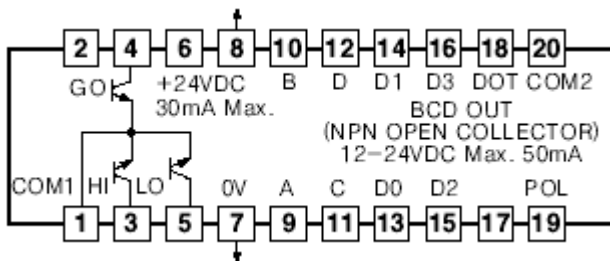 2 4 6 8 10 12 14 16 18 20
GO +24VDC B D D1 D3 DOT COM2
30mA Max. BCD OUT
(NPN OPEN COLLECTOR)
12-24VDC Max. 50mA
COM1 HI LO 0V A C D0 D2 POL
1 3 5 7 9 11 13 15 17 19